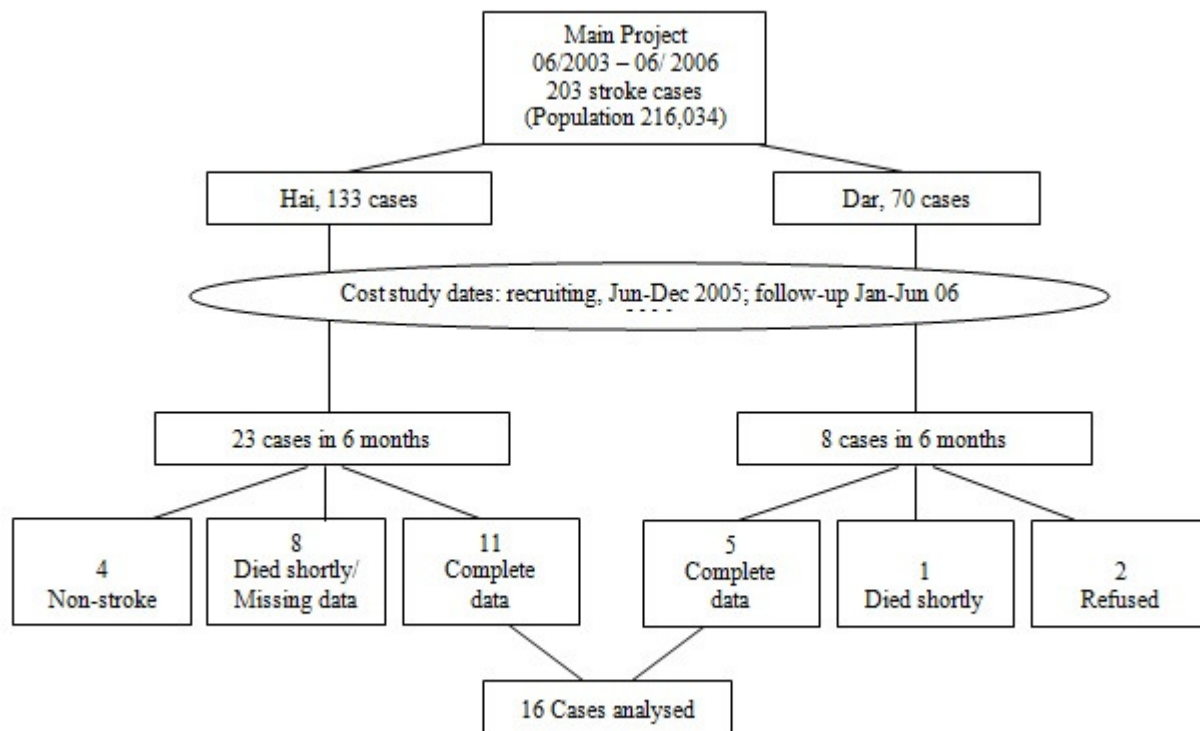 Main Project
06/2003 – 06/ 2006
203 stroke cases
(Population 216,034)
Hai, 133 cases
Dar, 70 cases
Cost study dates: recruiting, Jun-Dec 2005; follow-up Jan-Jun 06
23 cases in 6 months
8 cases in 6 months
4
Non-stroke
8
Died shortly/
Missing data
11
Complete
data
5
Complete
data
1
Died shortly
2
Refused
16 Cases analysed